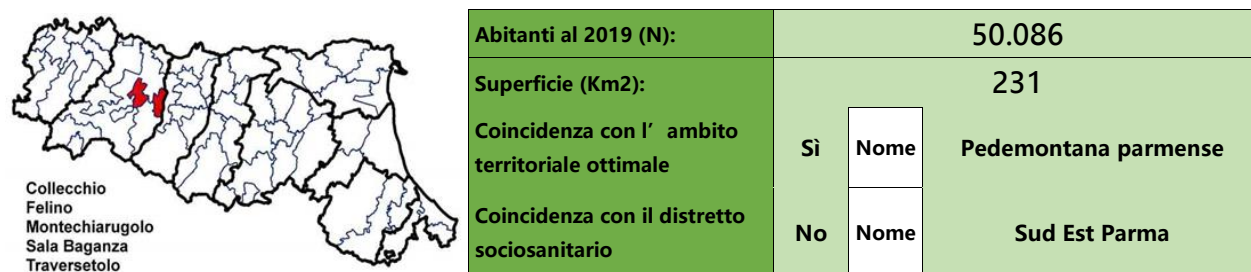 Collecchio
Felino
Montechiarugolo
Sala Baganza
Traversetolo
Abitanti al 2019 (N): 50.086
Superficie (Km2): 231
Coincidenza con l’ambito
territoriale ottimale
Sì Nome Pedemontana parmense
Coincidenza con il distretto
sociosanitario
No Nome Sud Est Parma